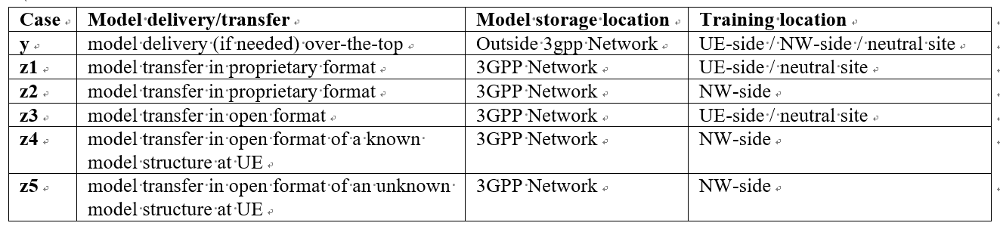 Case Model delivery/transfer Model storage location Training location
y model delivery (if needed) over-the-top Outside 3gpp Network UE-side / NW-side / neutral site
z1 model transfer in proprietary format 3GPP Network UE-side / neutral site
z2 model transfer in proprietary format 3GPP Network NW-side
z3 model transfer in open format 3GPP Network UE-side / neutral site
z4 model transfer in open format of a known 3GPP Network NW-side
model structure at UE
z5 model transfer in open format of an unknown 3GPP Network NW-side
model structure at UE